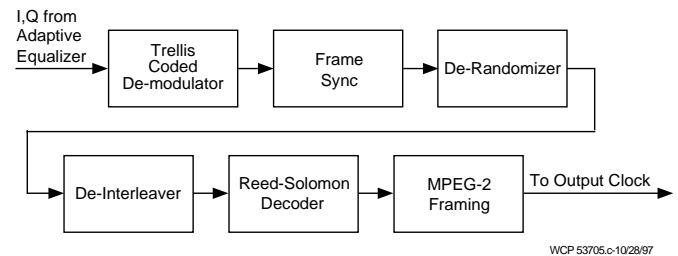 I,Q from
Adaptive
Equalizer
Trellis
Coded
De-modulator
Frame
Sync
De-Randomizer
De-Interleaver
Reed-Solomon
Decoder
MPEG-2
Framing
To Output Clock
WCP 53705.c-10/28/97